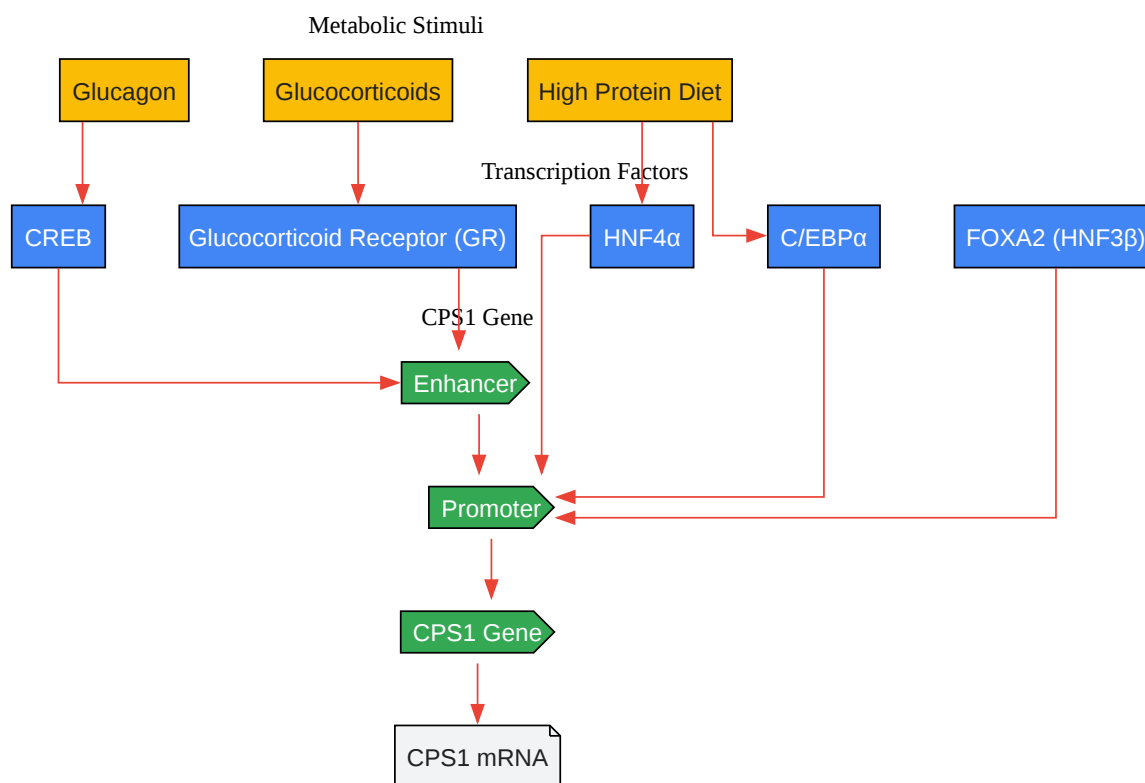 Metabolic Stimuli
Glucagon
Glucocorticoids
High Protein Diet
Transcription Factors
CREB
Glucocorticoid Receptor (GR)
HNF4α
C/EBPα
FOXA2 (HNF3β)
CPS1 Gene
Enhancer
Promoter
CPS1 Gene
CPS1 mRNA